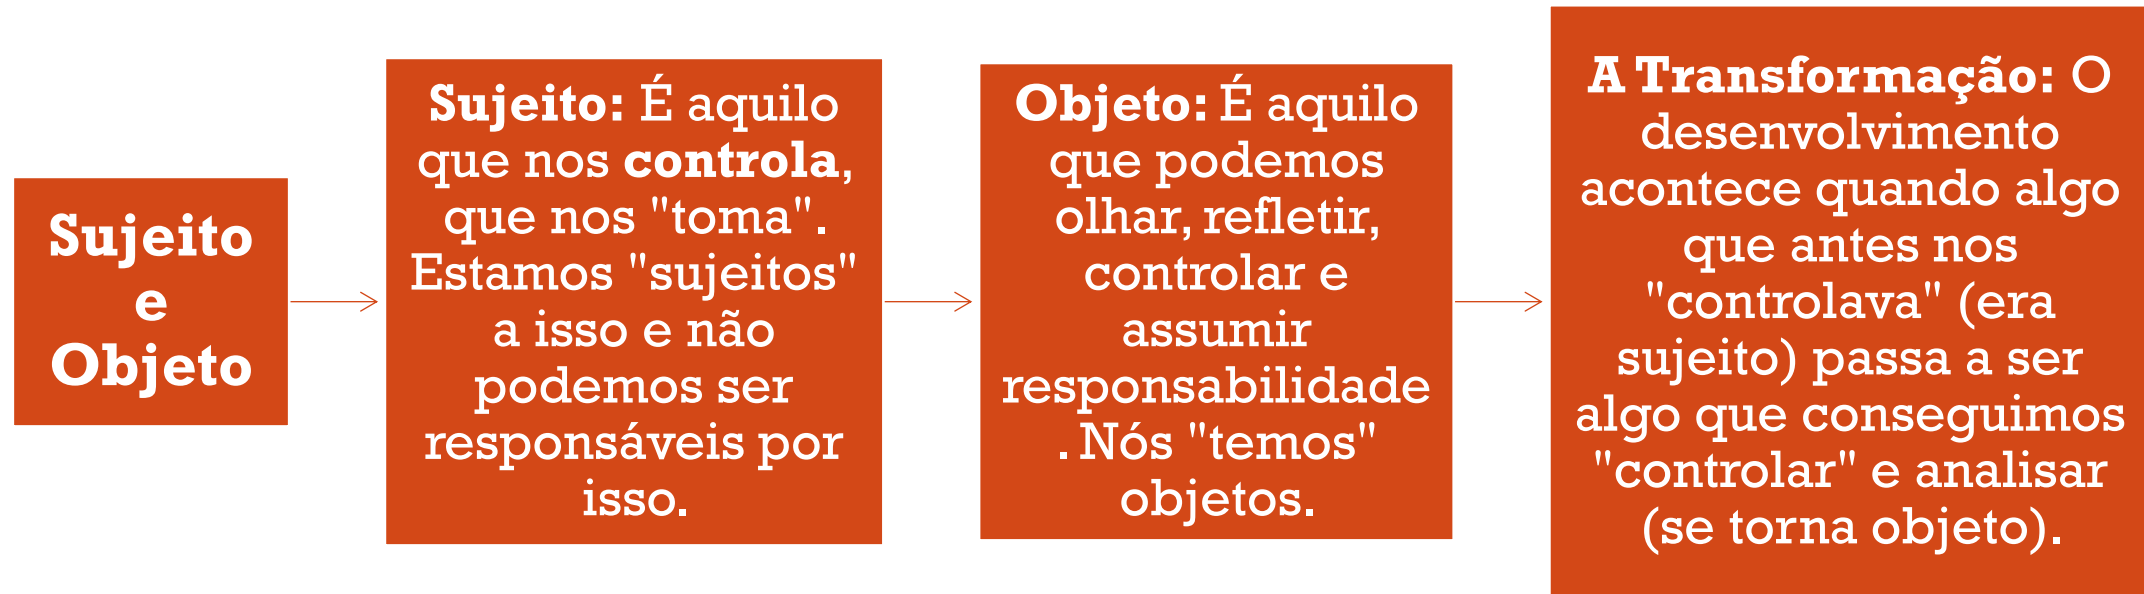 Sujeito
e
Objeto
Sujeito: É aquilo
que nos controla,
que nos "toma".
Estamos "sujeitos"
a isso e não
podemos ser
responsáveis por
isso.
Objeto: É aquilo
que podemos
olhar, refletir,
controlar e
assumir
responsabilidade
. Nós "temos"
objetos.
A Transformação: O
desenvolvimento
acontece quando algo
que antes nos
"controlava" (era
sujeito) passa a ser
algo que conseguimos
"controlar" e analisar
(se torna objeto).